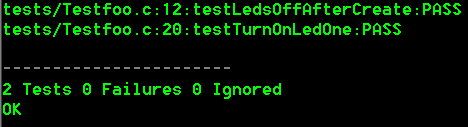 tests/Testfoo.c:12:testLedsOffAfterCreate:PASS
tests/Testfoo.c:20:testTurnOnLedOne:PASS
-----------------------
2 Tests 0 Failures 0 Ignored
OK